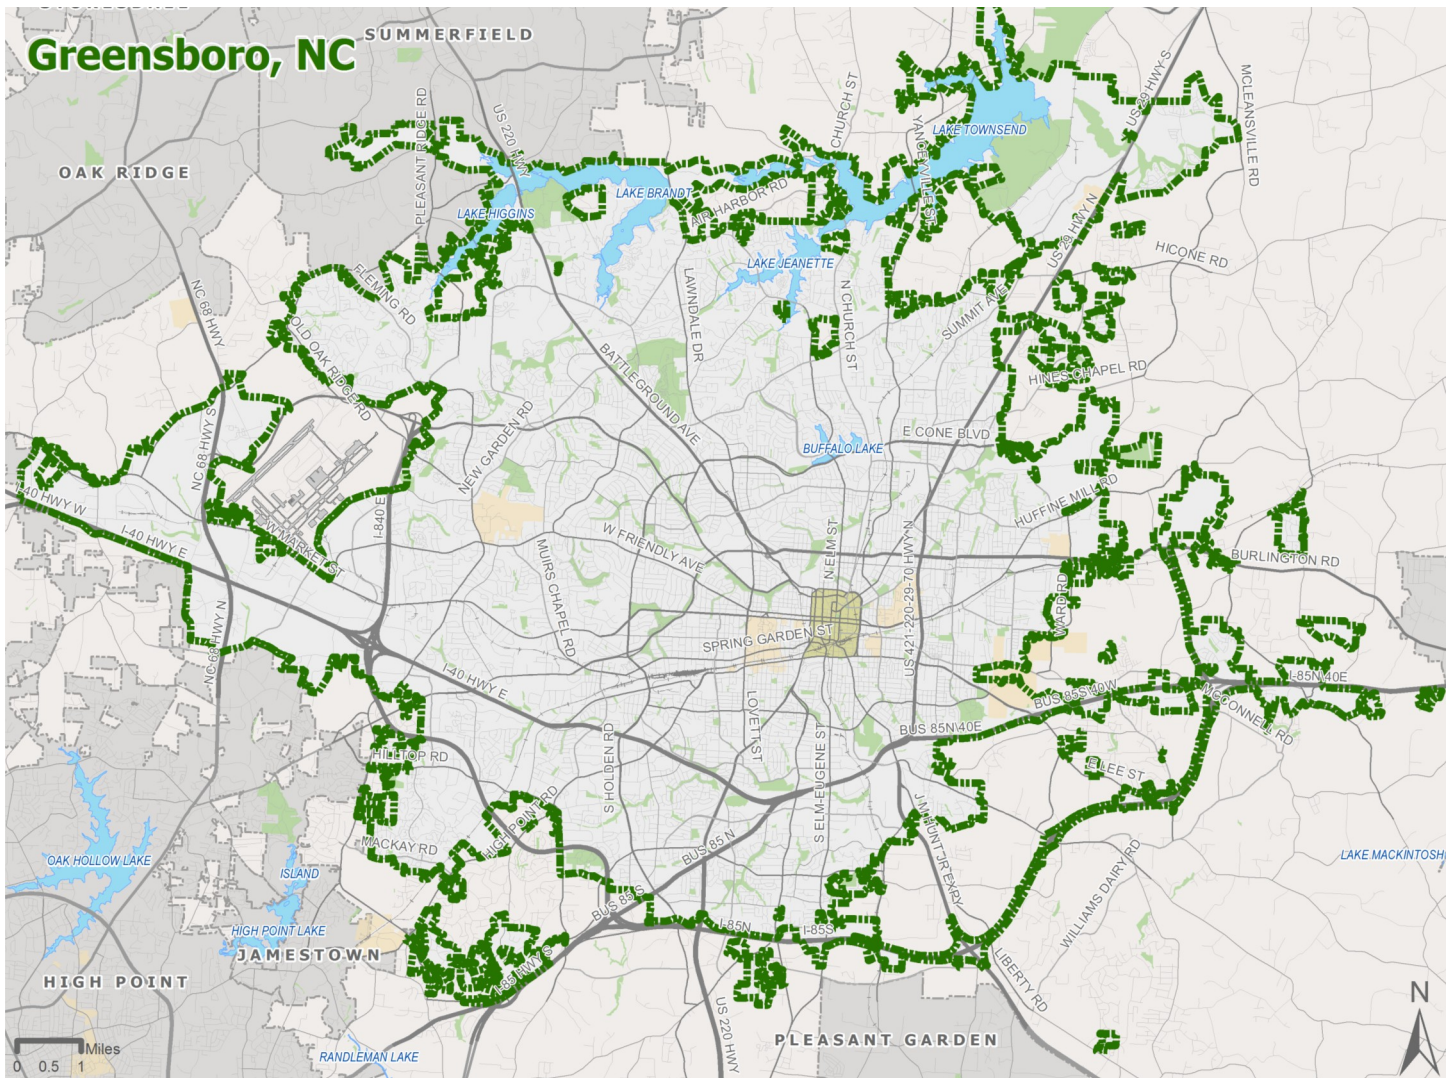 SUMMERFIELD
Greensboro, NC
CHURCH ST
US 29 HWY S
MCLEANSVILLE RD
PLEASANT RIDGE RD
US 220 HWY
YANCEYVILLE ST
LAKE TOWNSEND
OAK RIDGE
LAKE BRANDT
AIR HARBOR RD
LAKE HIGGINS
US 29 HWY N
HICONE RD
LAKE JEANETTE
FLEMING RD
NC 68 HWY
LAWNDALE DR
N CHURCH ST
SUMMIT AVE
OLD OAK RIDGE RD
BATTLEGROUND AVE
HINES CHAPEL RD
NEW GARDEN RD
NC 68 HWY S
E CONE BLVD
BUFFALO LAKE
I-40 HWY W
I-840 E
HUFFINE MILL RD
I-40 HWY E
W MARKET ST
W FRIENDLY AVE
N ELM ST
US 421-220-29-70 HWY N
BURLINGTON RD
MUIRS CHAPEL RD
WARD RD
NC 68 HWY N
SPRING GARDEN ST
I-40 HWY E
I-85N\40E
BUS 85S\40W
MCCONNELL RD
LOVETT ST
BUS 85N\40E
HILLTOP RD
S HOLDEN RD
S ELM-EUGENE ST
E LEE ST
HIGH POINT RD
J M HUNT JR EXPY
MACKAY RD
BUS 85 N
OAK HOLLOW LAKE
LAKE MACKINTOSH
ISLAND
BUS 85 S
WILLIAMS DAIRY RD
HIGH POINT LAKE
I-85N
I-85S
JAMESTOWN
I-85 HWY S
LIBERTY RD
HIGH POINT
N
US 220 HWY
PLEASANT GARDEN
Miles
RANDLEMAN LAKE
0 0.5 1